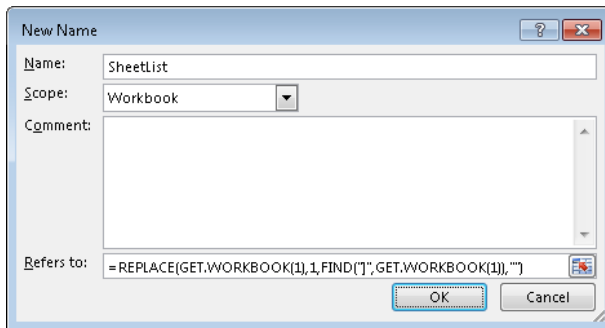 New Name
?
Name: SheetList
Scope: Workbook
Comment:
Refers to: =REPLACE(GET.WORKBOOK(1),1,FIND("]",GET.WORKBOOK(1)),"")
OK Cancel